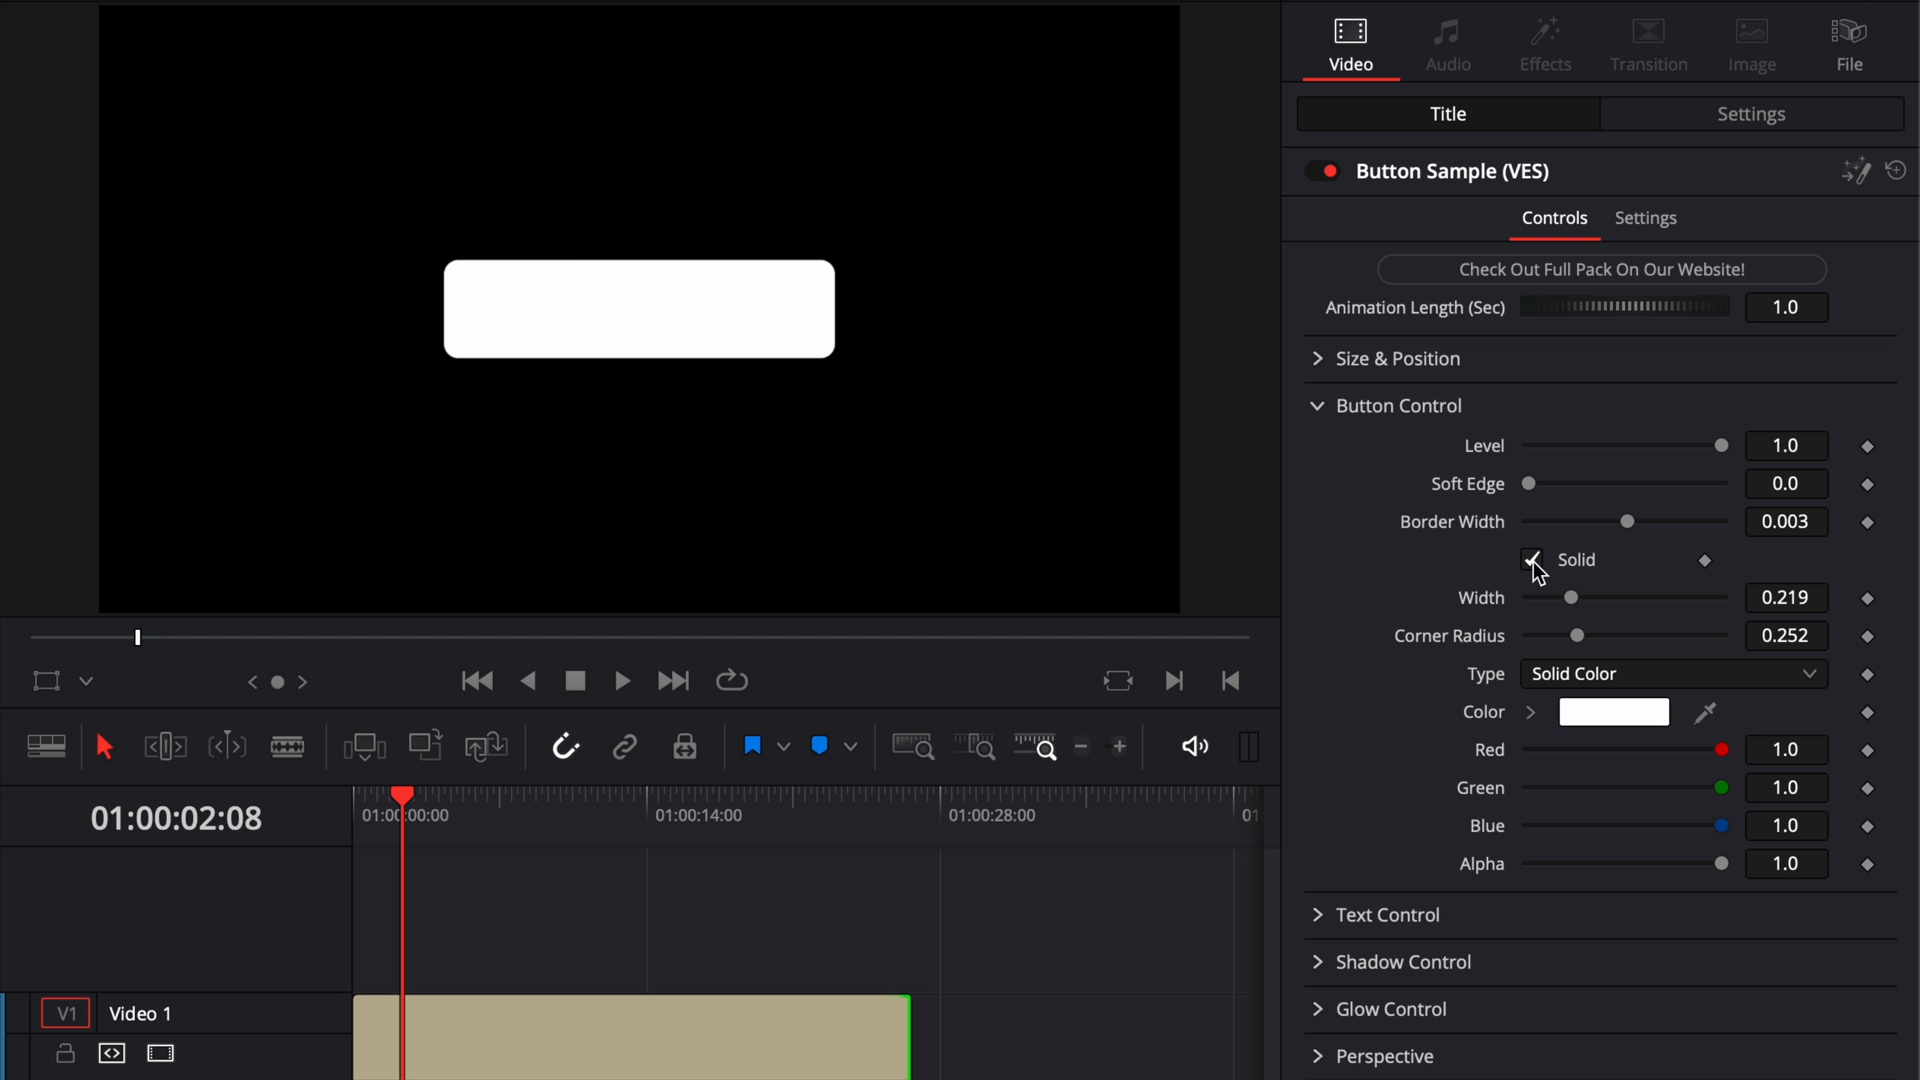 Video
Audio
Effects
Transition
Image
File
Title
Settings
Button Sample (VES)
Controls
Settings
Check Out Full Pack On Our Website!
Animation Length (Sec) 1.0
Size & Position
Button Control
Level 1.0
Soft Edge 0.0
Border Width 0.003
Solid
Width 0.219
Corner Radius 0.252
Type Solid Color
Color
Red 1.0
Green 1.0
Blue 1.0
Alpha 1.0
Text Control
Shadow Control
Glow Control
Perspective
01:00:02:08
01:00:00:00
01:00:14:00
01:00:28:00
01
V1 Video 1